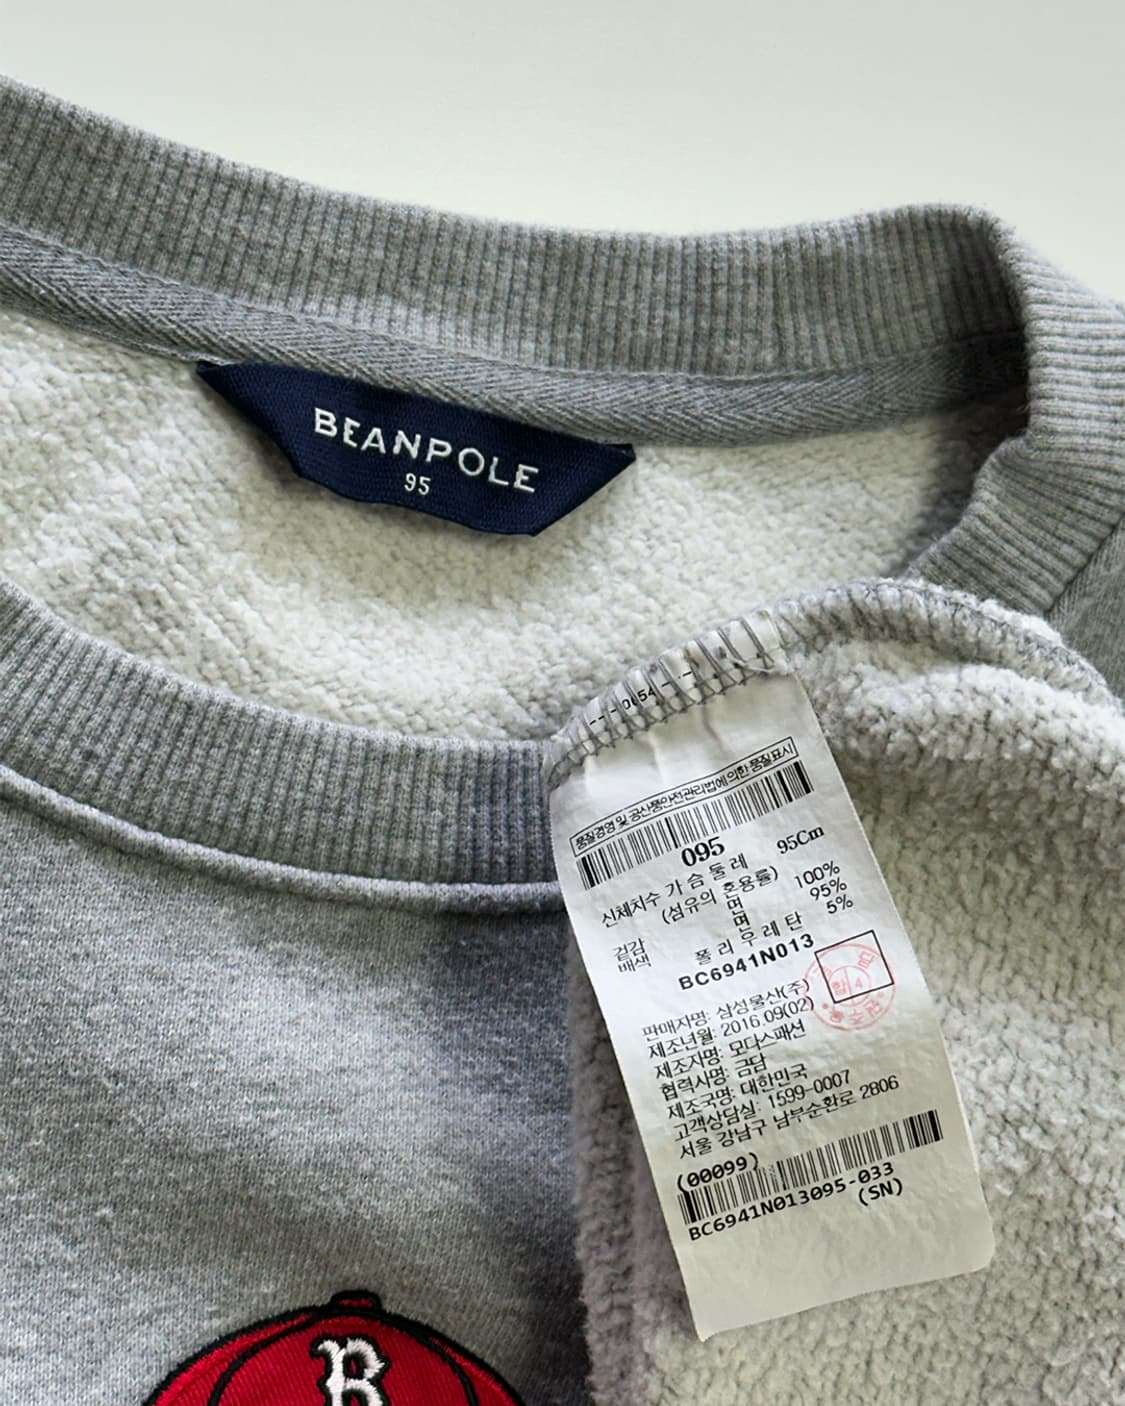 BEANPOLE
95
0654
품질경영 및 공산품안전관리법에 의한 품질표시
095
신체치수 가슴둘레 95Cm
(섬유의 혼용률)
겉감 면 100%
배색 면 95%
폴리우레탄 5%
BC6941N013
판매자명: 삼성물산(주)
제조년월: 2016.09(02)
제조자명: 모다스패션
협력사명: 금담
제조국명: 대한민국
고객상담실: 1599-0007
서울 강남구 남부순환로 2806
(00099)
BC6941N013095-033
(SN)
B